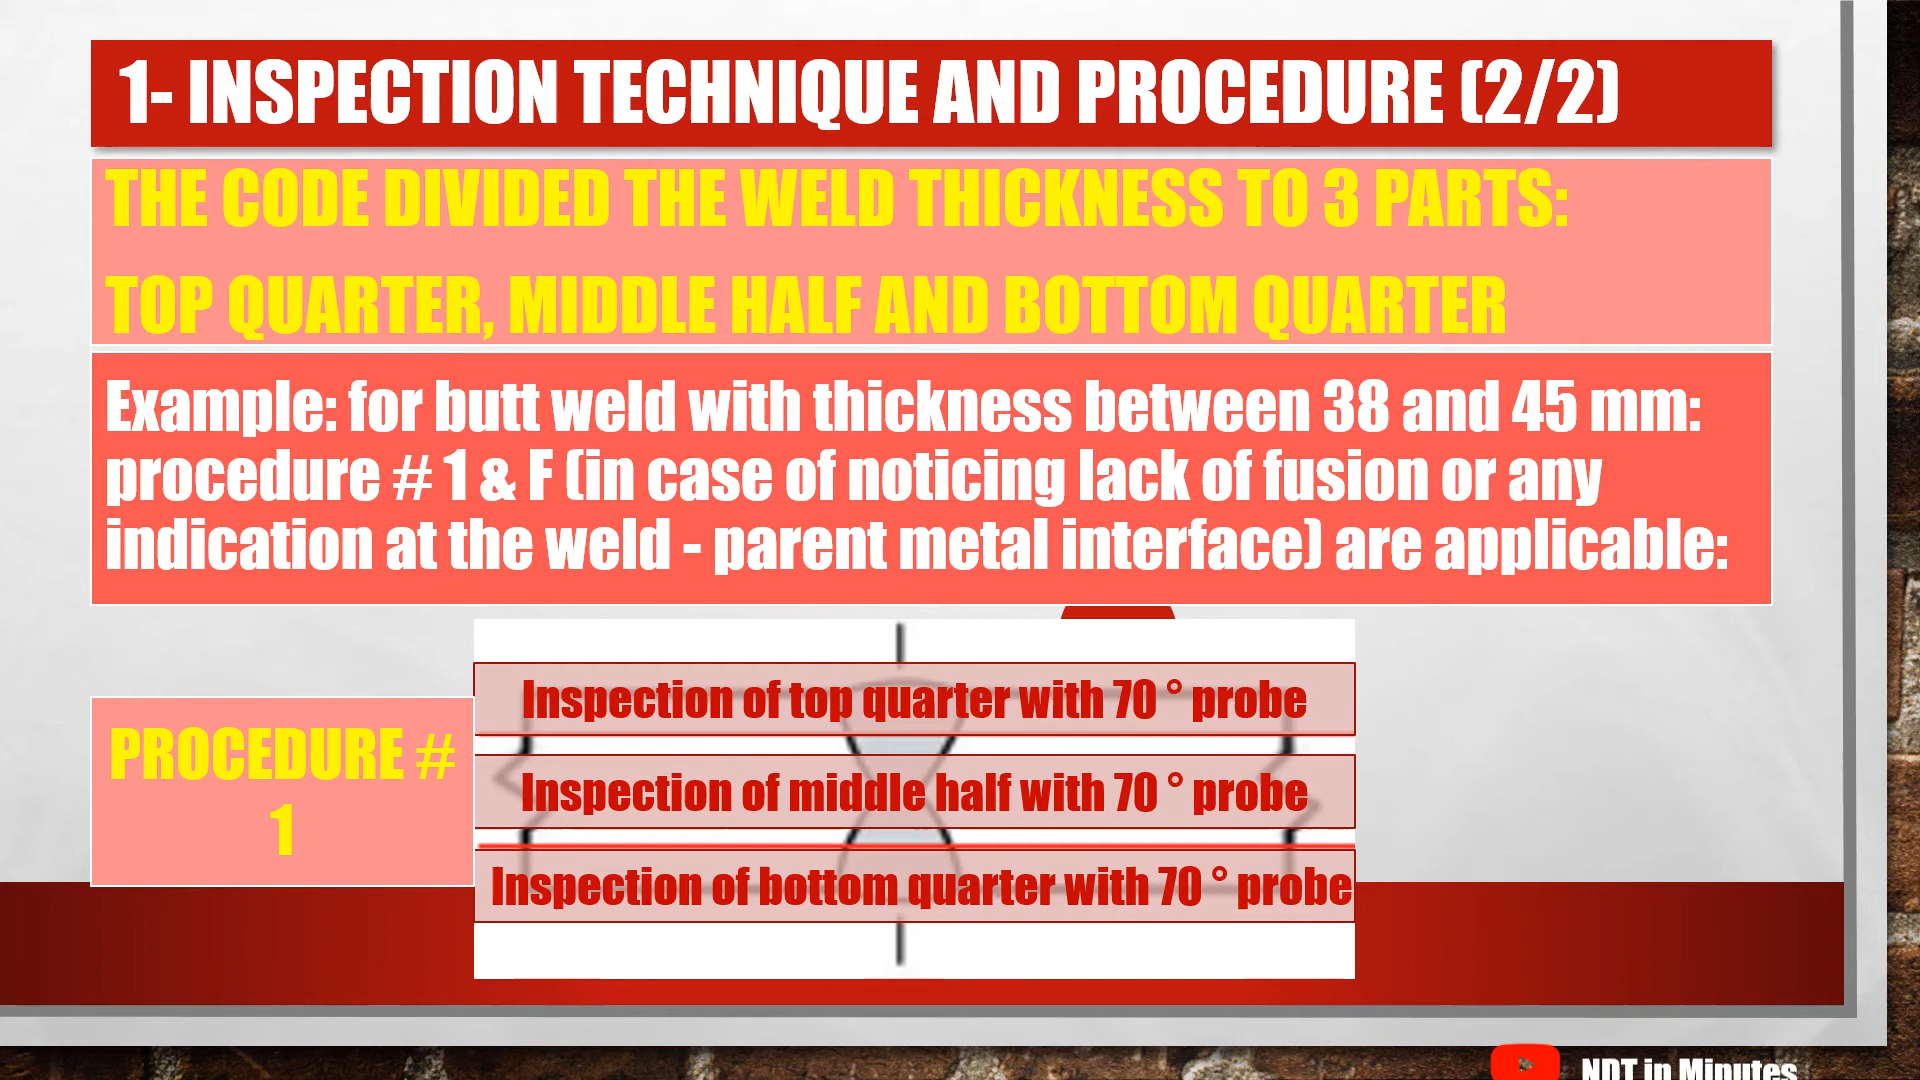 1- INSPECTION TECHNIQUE AND PROCEDURE (2/2)
THE CODE DIVIDED THE WELD THICKNESS TO 3 PARTS:
TOP QUARTER, MIDDLE HALF AND BOTTOM QUARTER
Example: for butt weld with thickness between 38 and 45 mm:
procedure # 1 & F (in case of noticing lack of fusion or any
indication at the weld - parent metal interface) are applicable:
PROCEDURE #
1
Inspection of top quarter with 70 ° probe
Inspection of middle half with 70 ° probe
Inspection of bottom quarter with 70 ° probe
NDT in Minutes